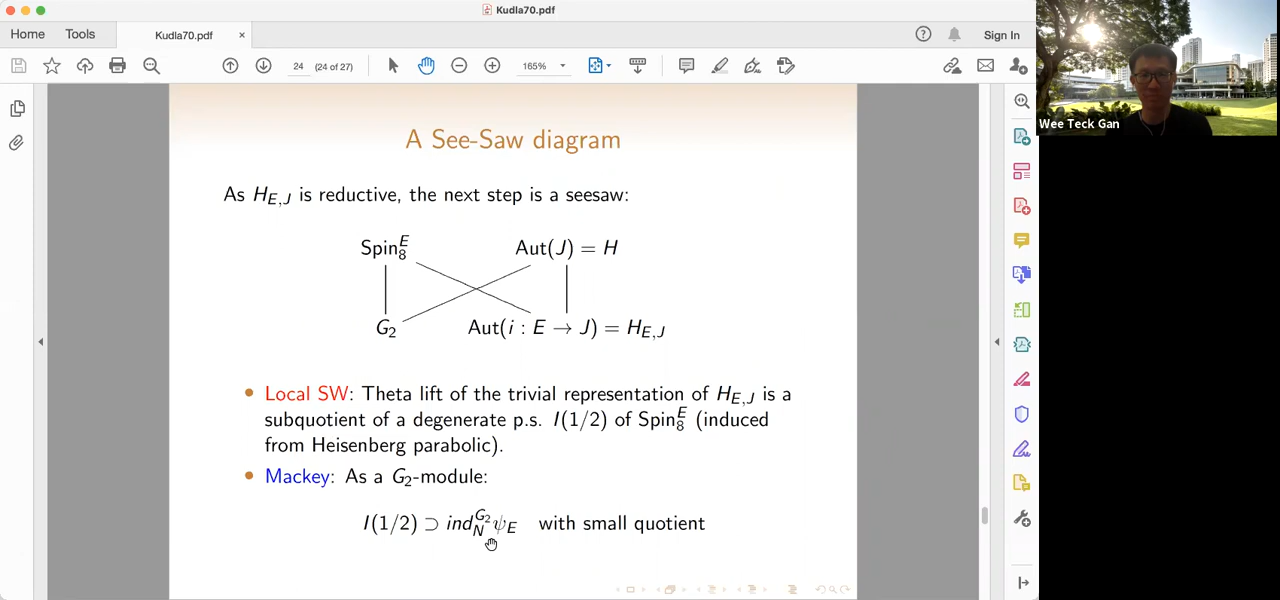 Kudla70.pdf
Home Tools Kudla70.pdf × Sign In
24 (24 of 27) 165%
Wee Teck Gan
A See-Saw diagram
As H_{E,J} is reductive, the next step is a seesaw:
Spin_8^E Aut(J) = H
G_2 Aut(i : E → J) = H_{E,J}
• Local SW: Theta lift of the trivial representation of H_{E,J} is a
subquotient of a degenerate p.s. I(1/2) of Spin_8^E (induced
from Heisenberg parabolic).
• Mackey: As a G_2-module:
I(1/2) ⊃ ind_N^{G_2} ψ_E with small quotient